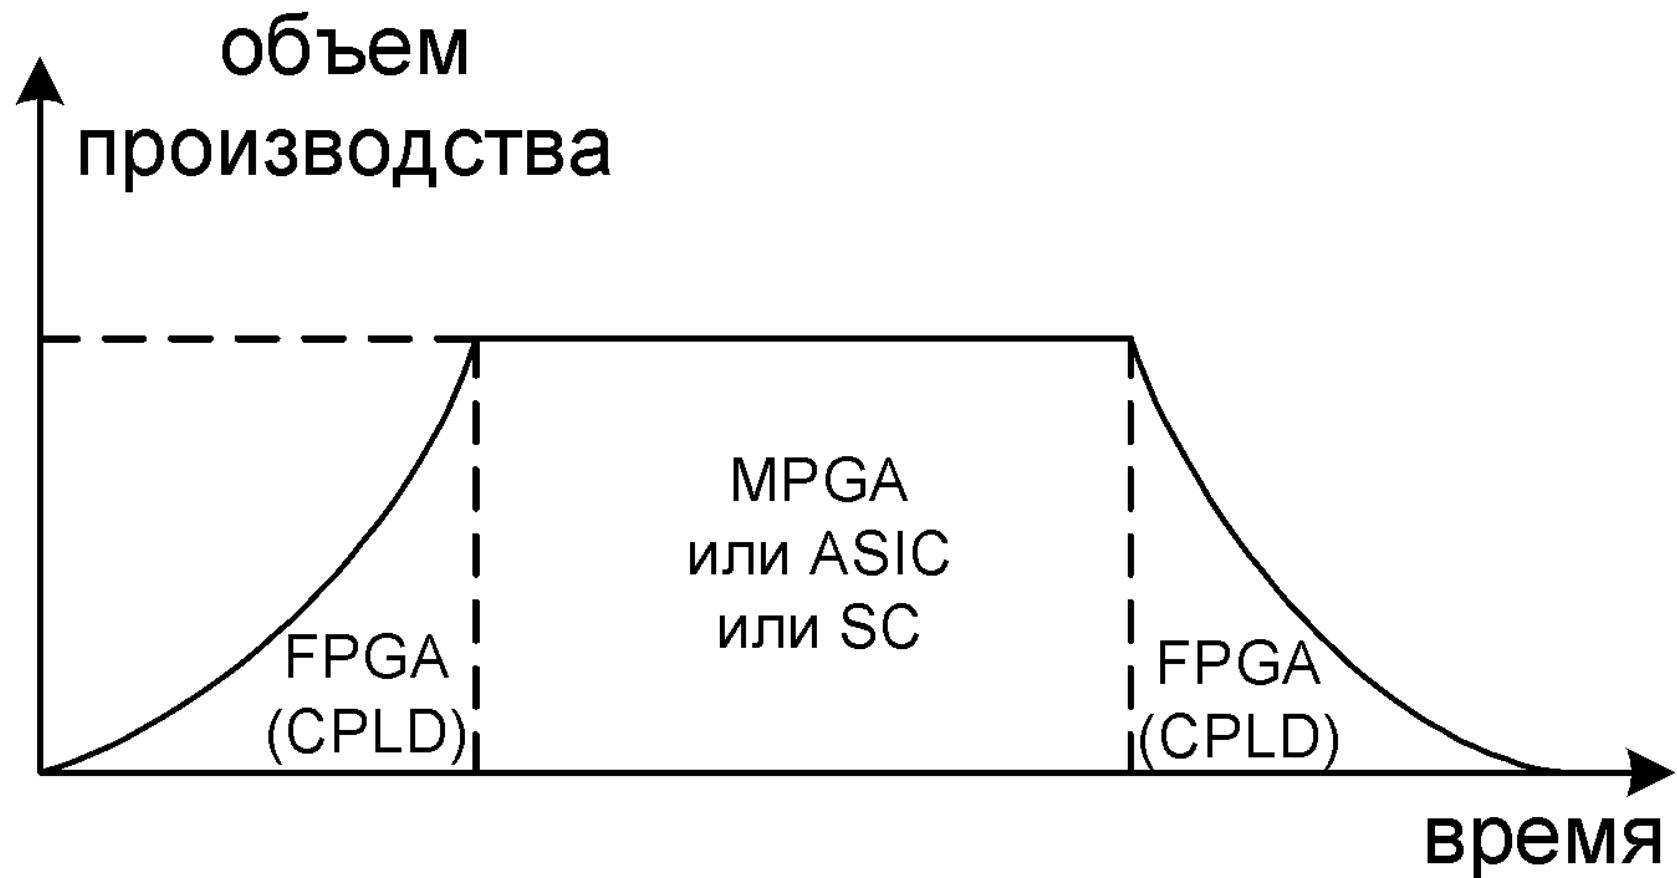 объем
производства
MPGA
или ASIC
или SC
FPGA
(CPLD)
FPGA
(CPLD)
время